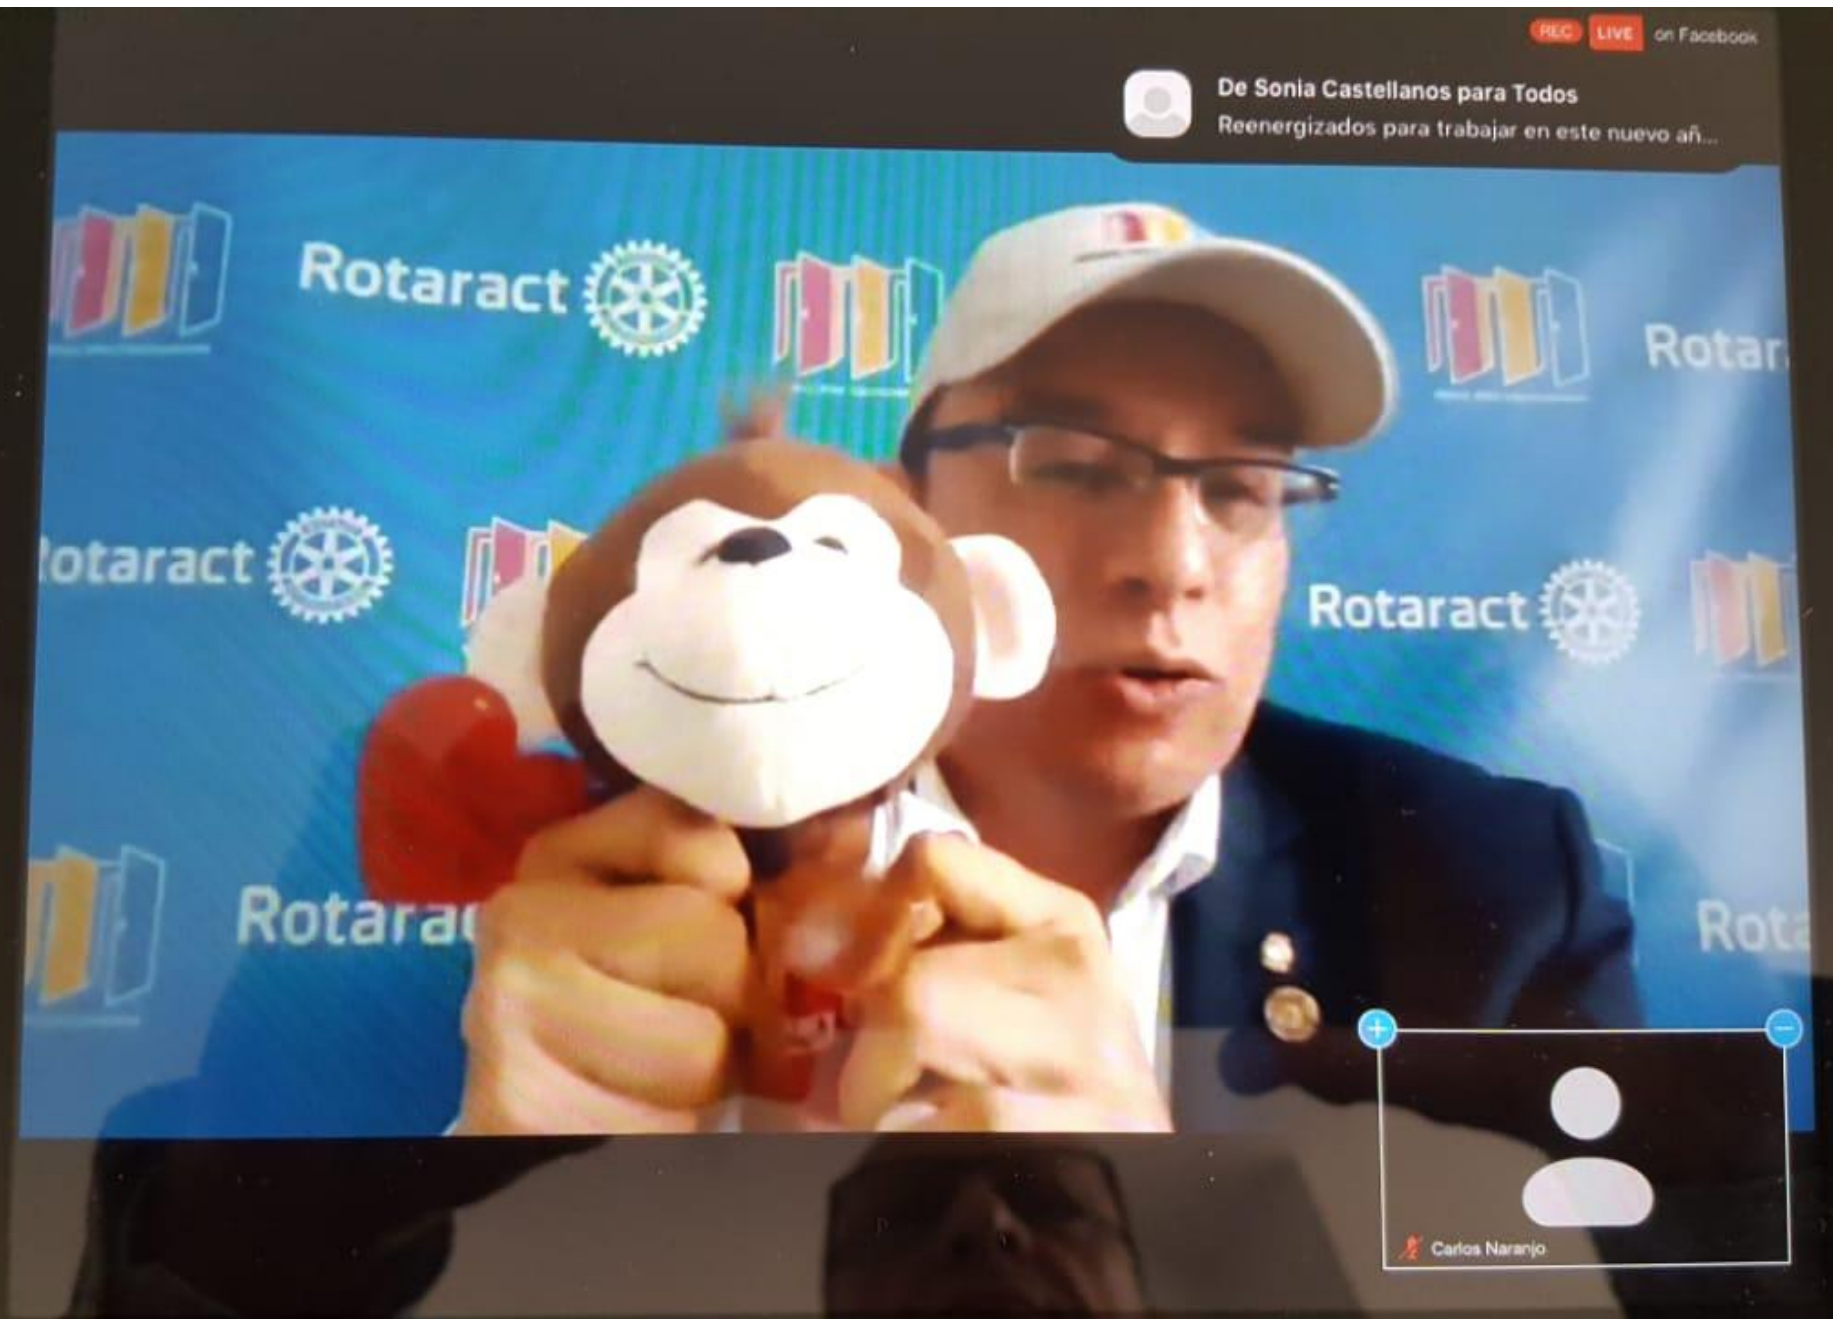 REC LIVE on Facebook
De Sonia Castellanos para Todos
Reenergizados para trabajar en este nuevo añ...
Rotaract
Rotar
otaract
Rotaract
Rotarac
Rota
Carlos Naranjo